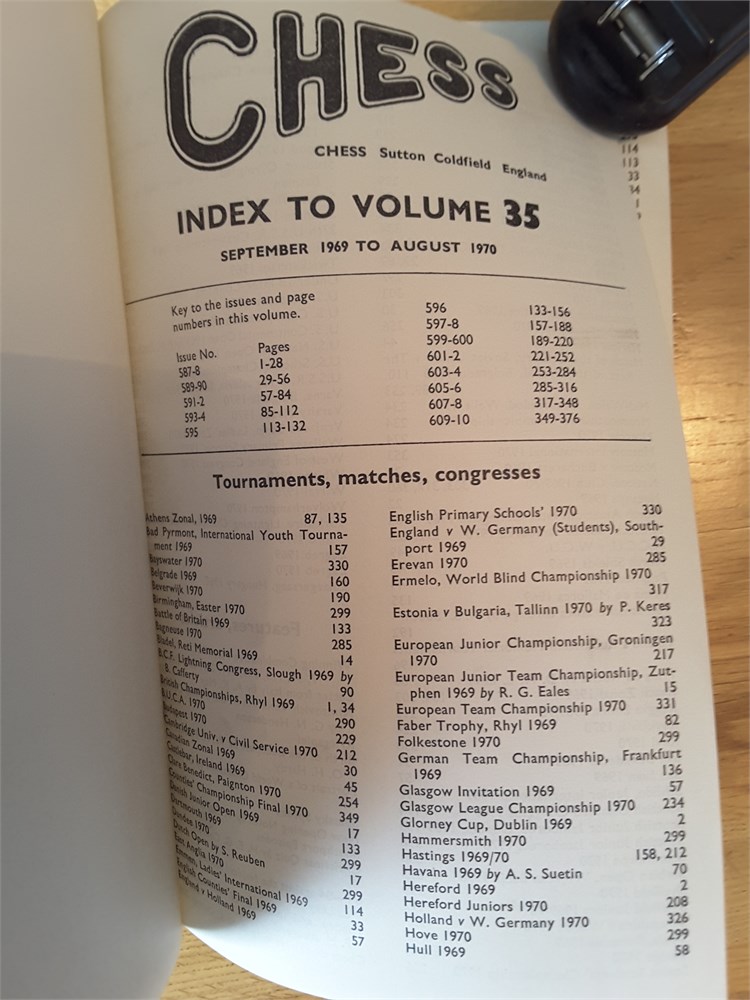 CHESS
CHESS Sutton Coldfield England
114
113
33
34
1
INDEX TO VOLUME 35
SEPTEMBER 1969 TO AUGUST 1970
Key to the issues and page
numbers in this volume.
Issue No. Pages
587-8 1-28
589-90 29-56
591-2 57-84
593-4 85-112
595 113-132
596 133-156
597-8 157-188
599-600 189-220
601-2 221-252
603-4 253-284
605-6 285-316
607-8 317-348
609-10 349-376
Tournaments, matches, congresses
Athens Zonal, 1969 87, 135
Bad Pyrmont, International Youth Tourna-
ment 1969 157
Bayswater 1970 330
Belgrade 1969 160
Beverwijk 1970 190
Birmingham, Easter 1970 299
Battle of Britain 1969 133
Bagneuse 1970 285
Reti Memorial 1969 14
B.C.F. Lightning Congress, Slough 1969 by
B. Cafferty 90
British Championships, Rhyl 1969 1, 34
B.U.C.A. 1970 290
Budapest 1970 229
Cambridge Univ. v Civil Service 1970 212
Canadian Zonal 1969 30
Castlebar, Ireland 1969 45
Clare Benedict, Paignton 1970 254
Counties' Championship Final 1970 349
Danish Junior Open 1969 17
Dartmouth 1969 133
Dundee 1970 299
Dutch Open by S. Reuben 17
East Anglia 1970 299
Emmen, Ladies' International 1969 114
English Counties' Final 1969 33
England v Holland 1969 57
English Primary Schools' 1970 330
England v W. Germany (Students), South-
port 1969 29
Erevan 1970 285
Ermelo, World Blind Championship 1970
317
Estonia v Bulgaria, Tallinn 1970 by P. Keres
323
European Junior Championship, Groningen
1970 217
European Junior Team Championship, Zut-
phen 1969 by R. G. Eales 15
European Team Championship 1970 331
Faber Trophy, Rhyl 1969 82
Folkestone 1970 299
German Team Championship, Frankfurt
1969 136
Glasgow Invitation 1969 57
Glasgow League Championship 1970 234
Glorney Cup, Dublin 1969 2
Hammersmith 1970 299
Hastings 1969/70 158, 212
Havana 1969 by A. S. Suetin 70
Hereford 1969 2
Hereford Juniors 1970 208
Holland v W. Germany 1970 326
Hove 1970 299
Hull 1969 58